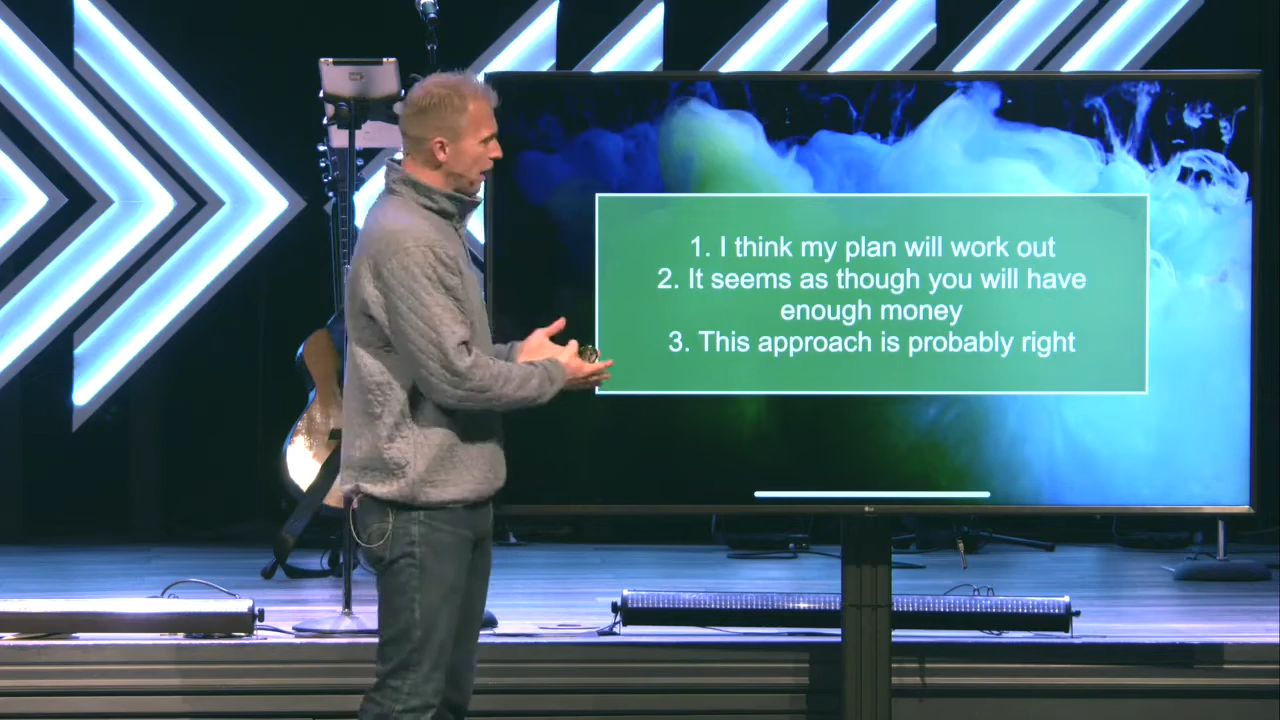 1. I think my plan will work out
2. It seems as though you will have
enough money
3. This approach is probably right
LG